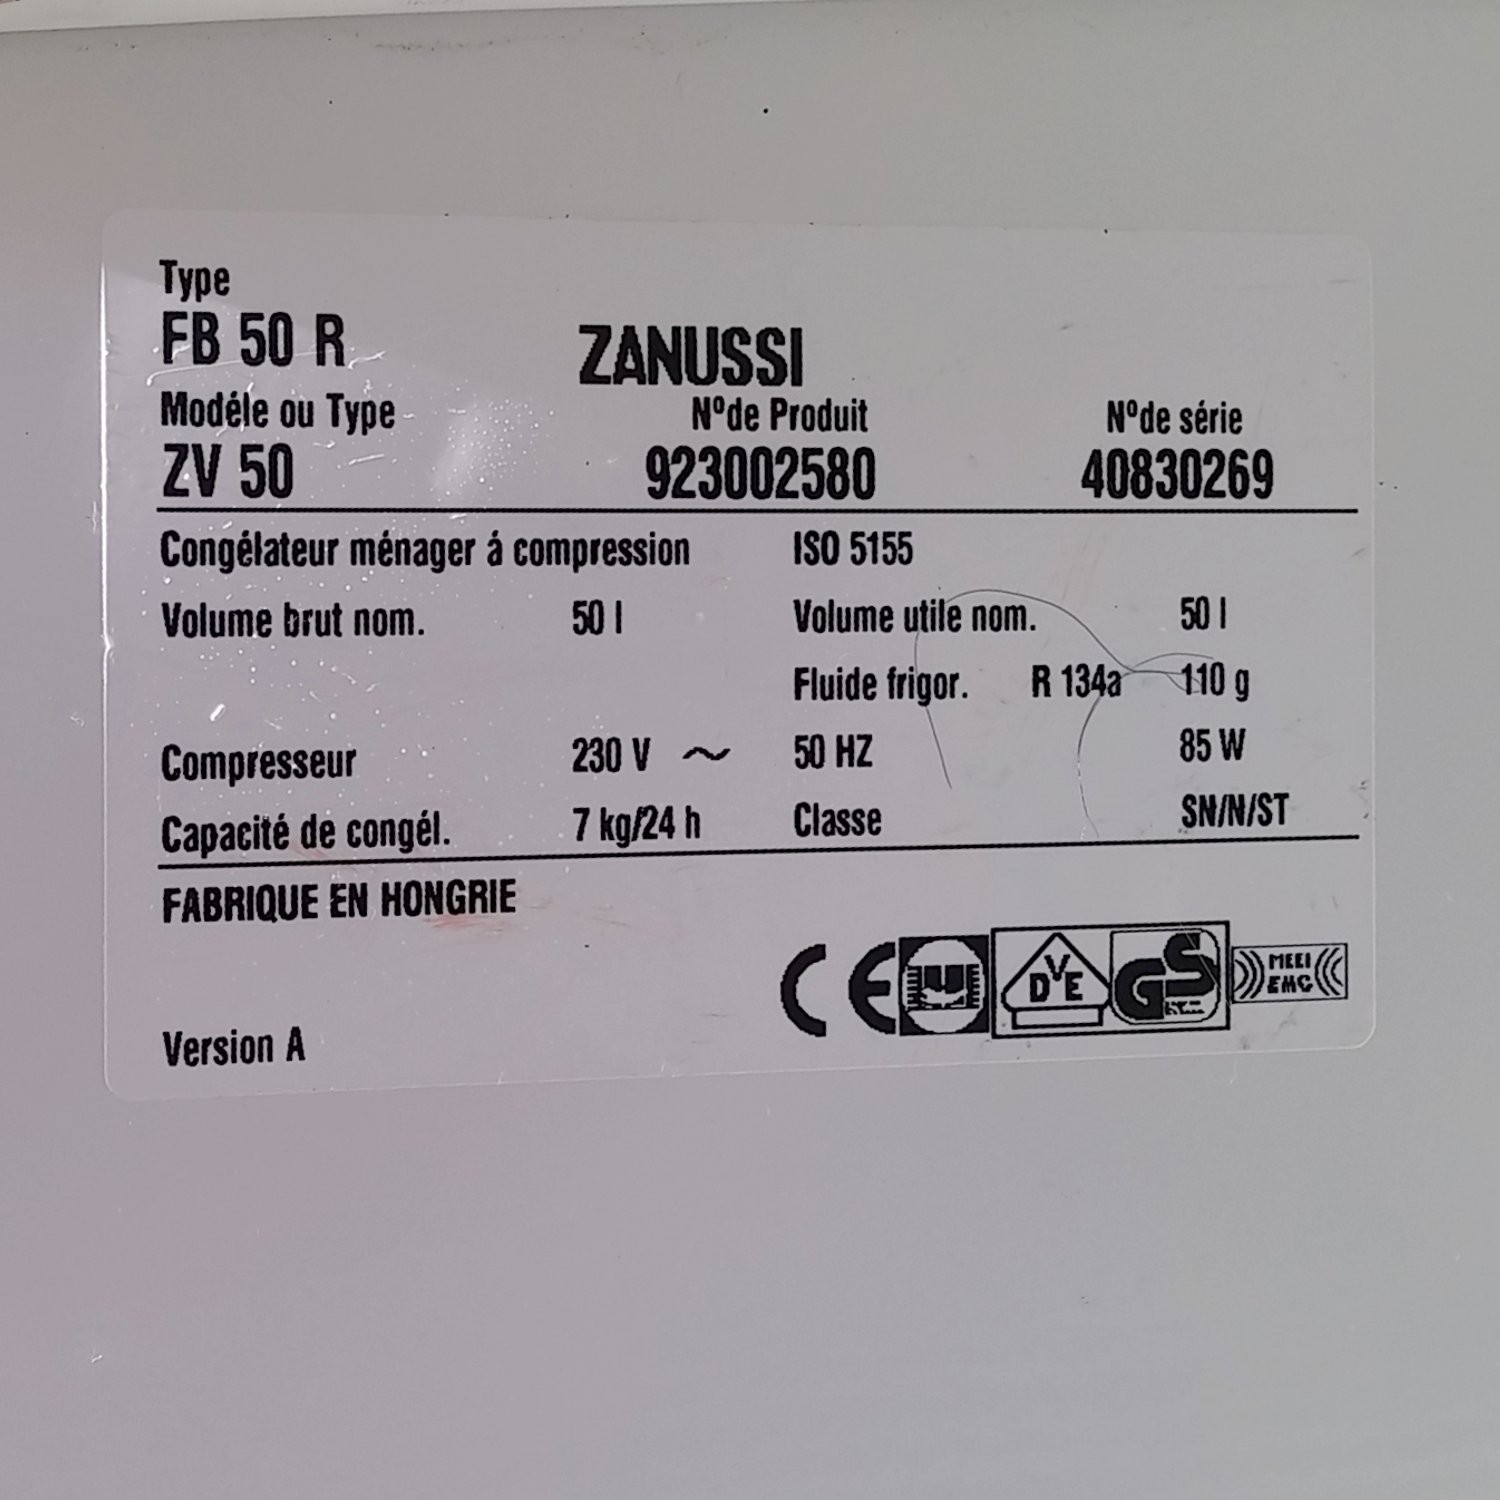 Type
FB 50 R
ZANUSSI
Modéle ou Type
N°de Produit
N°de série
ZV 50
923002580
40830269
Congélateur ménager á compression ISO 5155
Volume brut nom. 50 l Volume utile nom. 50 l
Fluide frigor. R 134a 110 g
Compresseur 230 V ~ 50 HZ 85 W
Capacité de congél. 7 kg/24 h Classe SN/N/ST
FABRIQUE EN HONGRIE
CE
DVE
GS
MEEI
EMC
Version A